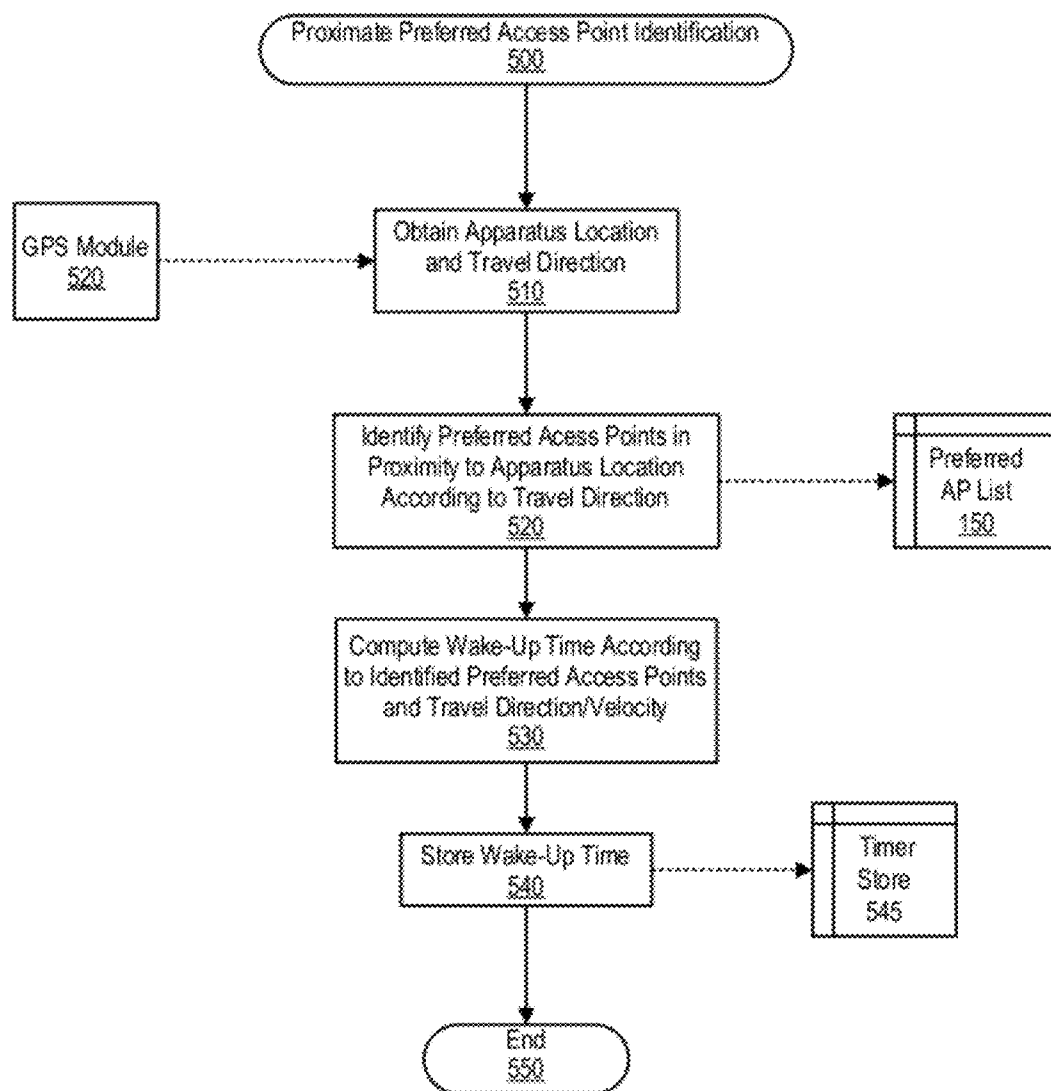 Proximate Preferred Access Point Identification
500
GPS Module
520
Obtain Apparatus Location
and Travel Direction
510
Identify Preferred Acess Points in
Proximity to Apparatus Location
According to Travel Direction
520
Preferred
AP List
150
Compute Wake-Up Time According
to Identified Preferred Access Points
and Travel Direction/Velocity
530
Store Wake-Up Time
540
Timer
Store
545
End
550